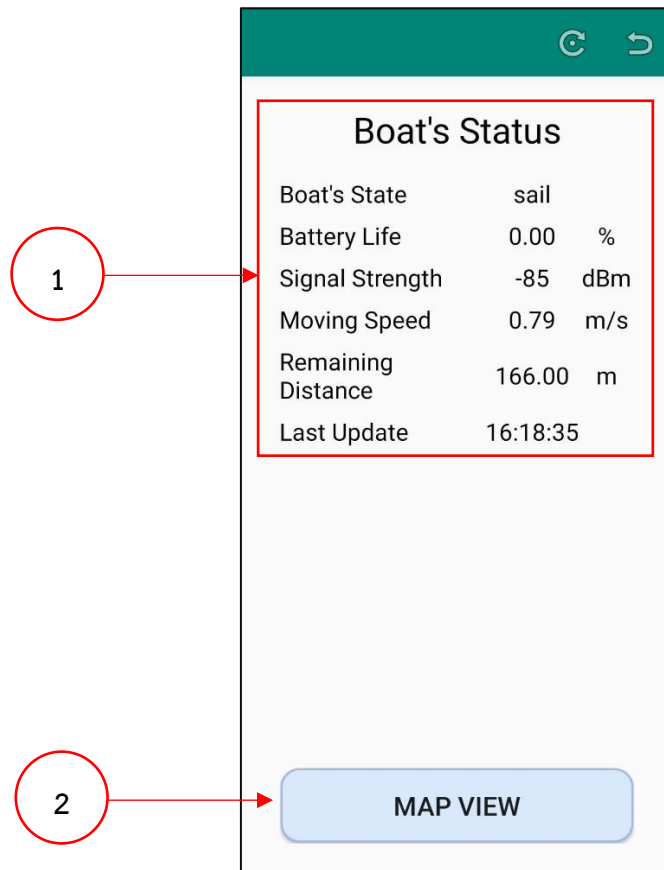 Boat's Status
Boat's State sail
Battery Life 0.00 %
1
Signal Strength -85 dBm
Moving Speed 0.79 m/s
Remaining
Distance 166.00 m
Last Update 16:18:35
2
MAP VIEW